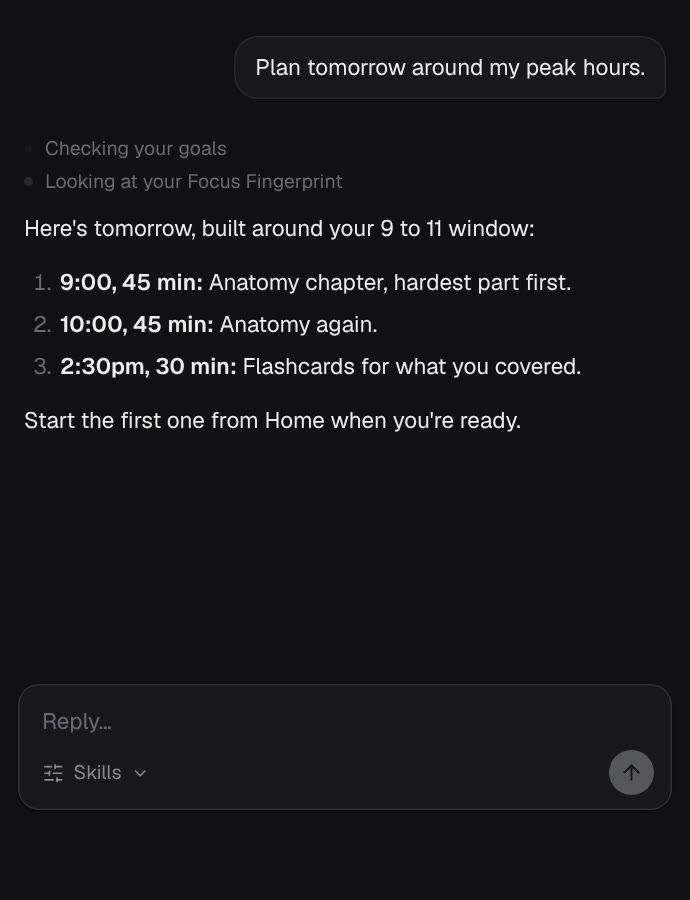 Plan tomorrow around my peak hours.
Checking your goals
Looking at your Focus Fingerprint
Here's tomorrow, built around your 9 to 11 window:
1. 9:00, 45 min: Anatomy chapter, hardest part first.
2. 10:00, 45 min: Anatomy again.
3. 2:30pm, 30 min: Flashcards for what you covered.
Start the first one from Home when you're ready.
Reply...
Skills